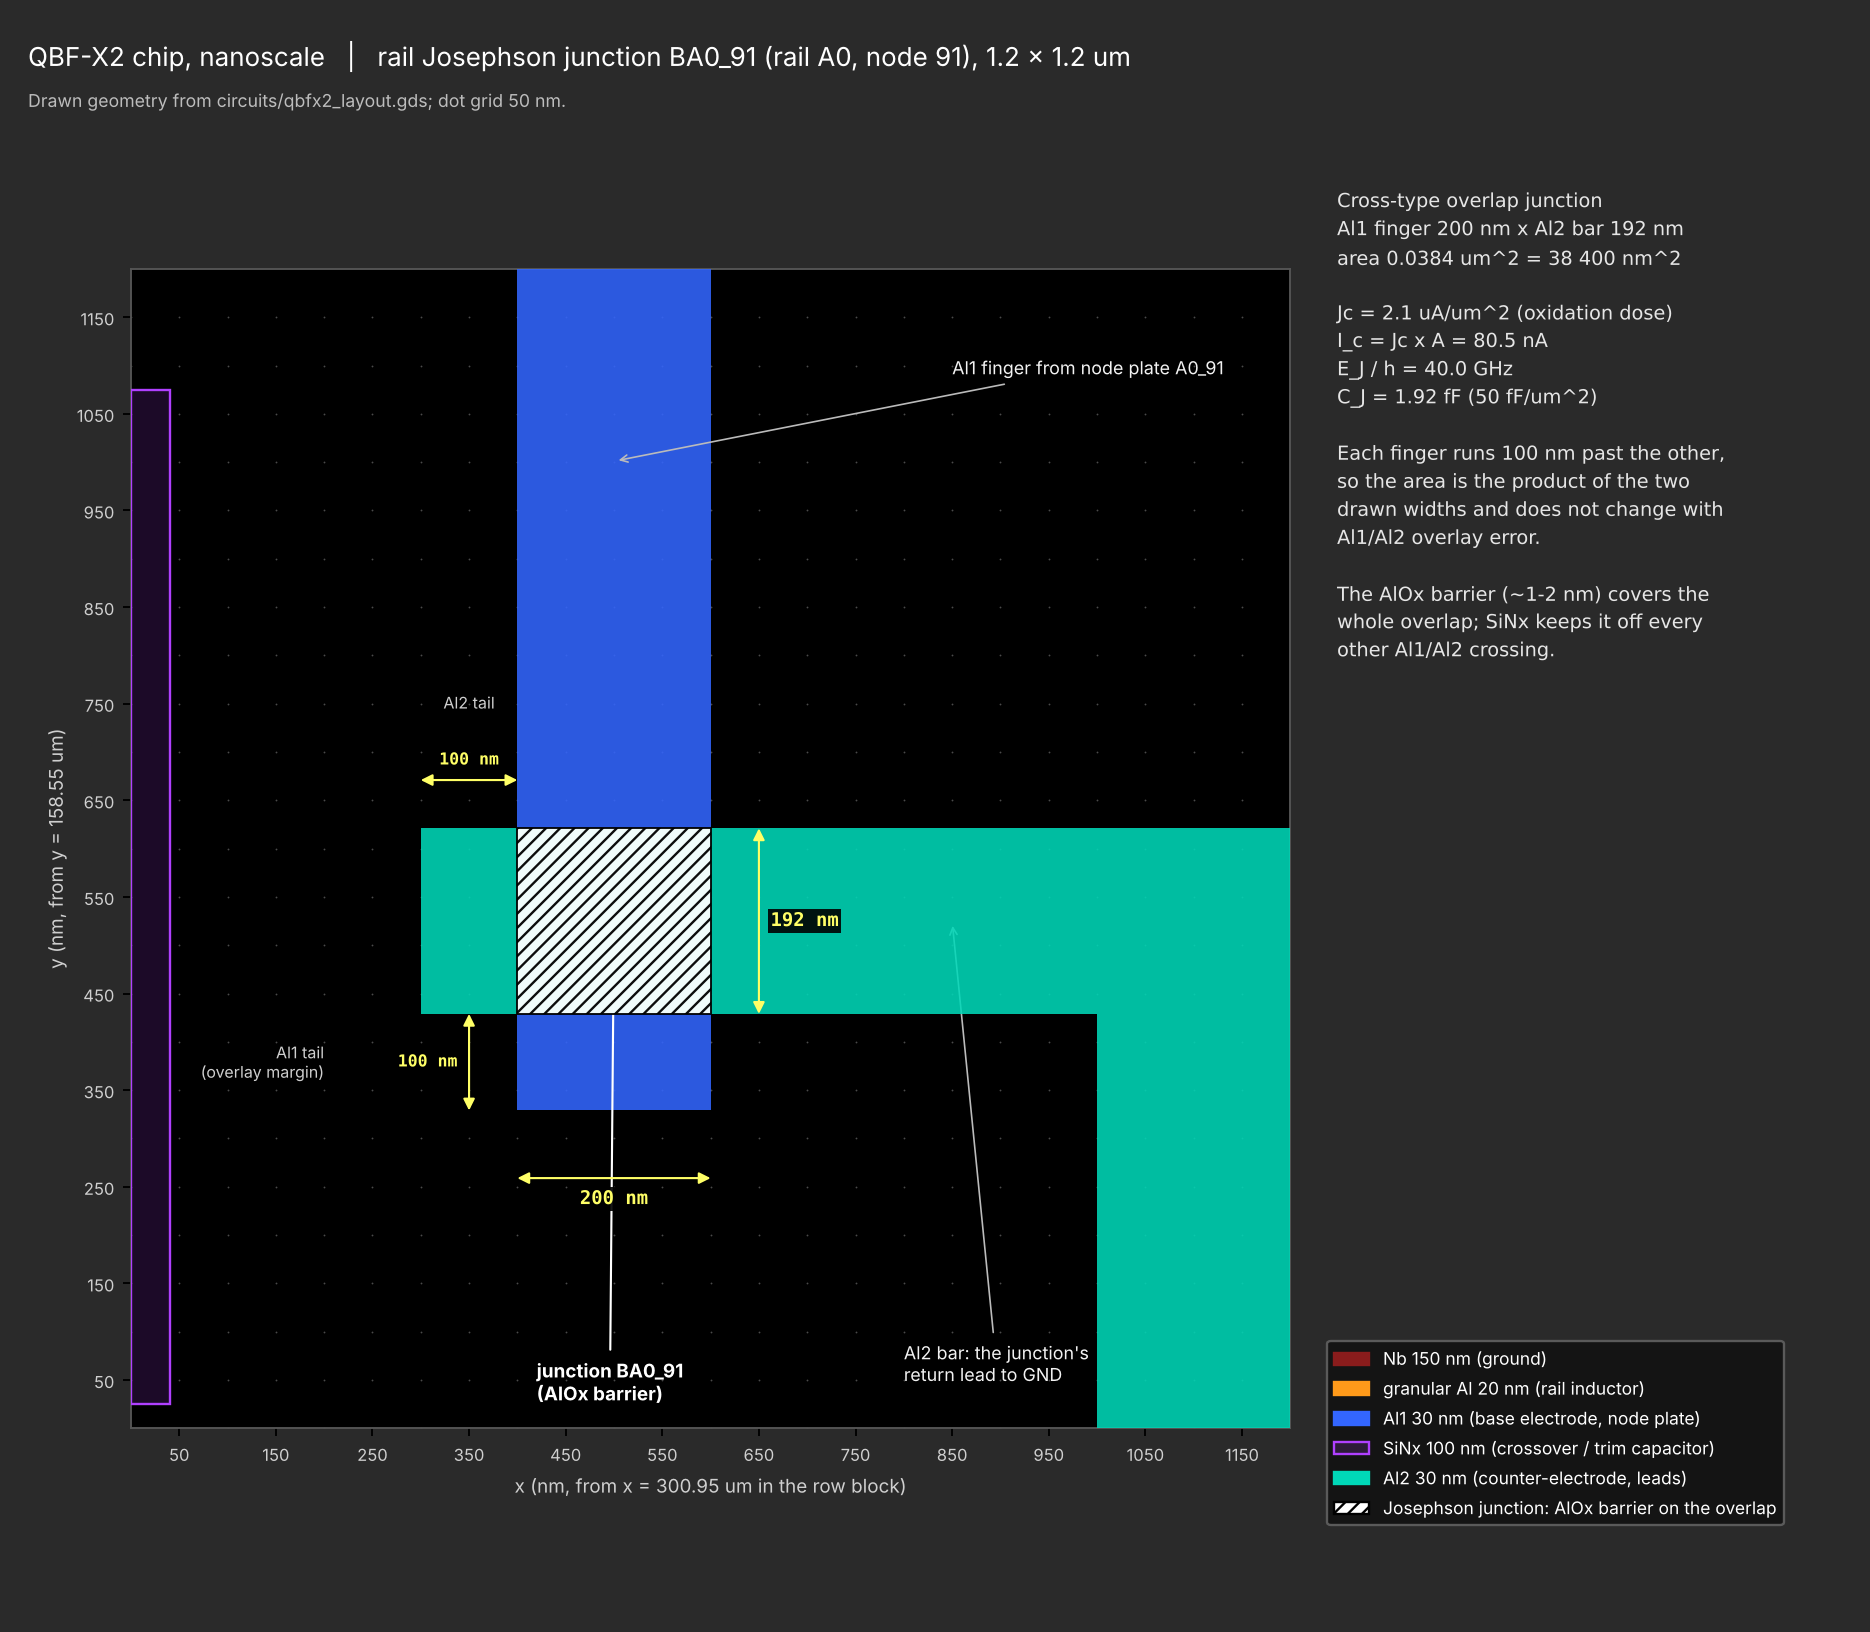 QBF-X2 chip, nanoscale | rail Josephson junction BA0_91 (rail A0, node 91), 1.2 × 1.2 um
Drawn geometry from circuits/qbfx2_layout.gds; dot grid 50 nm.
Cross-type overlap junction
Al1 finger 200 nm x Al2 bar 192 nm
area 0.0384 um^2 = 38 400 nm^2
Jc = 2.1 uA/um^2 (oxidation dose)
I_c = Jc x A = 80.5 nA
E_J / h = 40.0 GHz
C_J = 1.92 fF (50 fF/um^2)
Each finger runs 100 nm past the other,
so the area is the product of the two
drawn widths and does not change with
Al1/Al2 overlay error.
The AlOx barrier (~1-2 nm) covers the
whole overlap; SiNx keeps it off every
other Al1/Al2 crossing.
y (nm, from y = 158.55 um)
1150
1050
950
850
750
650
550
450
350
250
150
50
Al1 finger from node plate A0_91
Al2 tail
100 nm
192 nm
Al1 tail
(overlay margin)
100 nm
200 nm
junction BA0_91
(AlOx barrier)
Al2 bar: the junction's
return lead to GND
50 150 250 350 450 550 650 750 850 950 1050 1150
x (nm, from x = 300.95 um in the row block)
Nb 150 nm (ground)
granular Al 20 nm (rail inductor)
Al1 30 nm (base electrode, node plate)
SiNx 100 nm (crossover / trim capacitor)
Al2 30 nm (counter-electrode, leads)
Josephson junction: AlOx barrier on the overlap